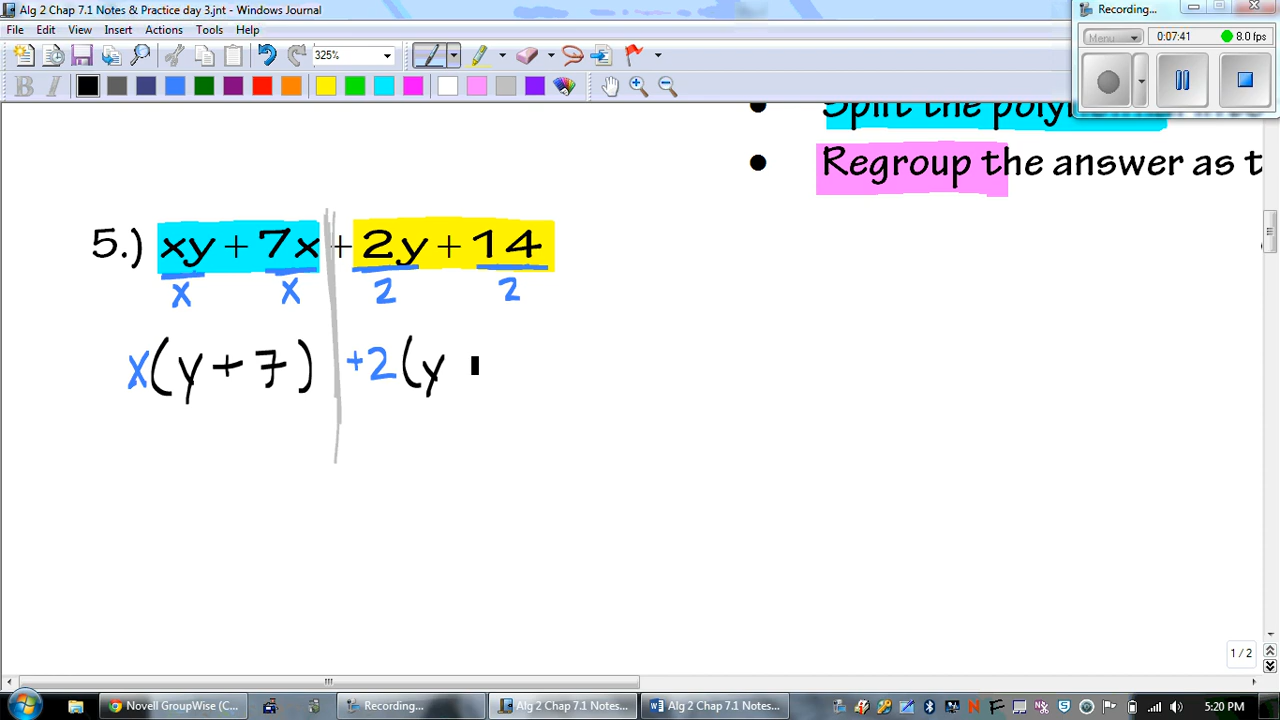 Alg 2 Chap 7.1 Notes & Practice day 3.jnt - Windows Journal
Recording...
File Edit View Insert Actions Tools Help
Menu 0:07:41 8.0 fps
325%
B I
• Split the
• Regroup the answer as t
5.) xy + 7x + 2y + 14
x x 2 2
x(y + 7) +2(y
1 / 2
Novell GroupWise (C... Recording... Alg 2 Chap 7.1 Notes... Alg 2 Chap 7.1 Notes... 5:20 PM